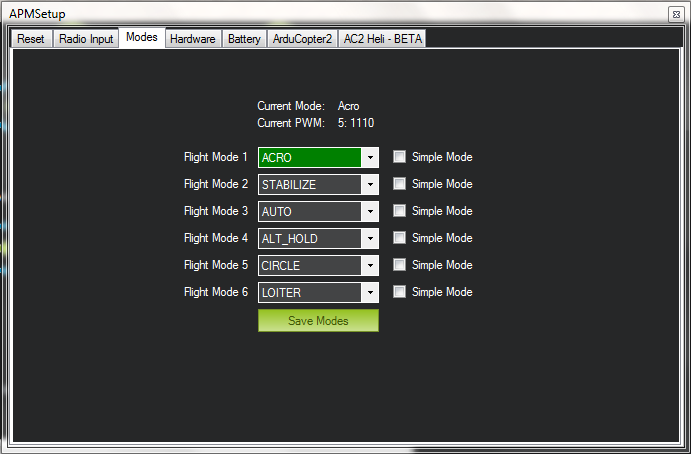 APMSetup
Reset Radio Input Modes Hardware Battery ArduCopter2 AC2 Heli - BETA
Current Mode: Acro
Current PWM: 5: 1110
Flight Mode 1 ACRO Simple Mode
Flight Mode 2 STABILIZE Simple Mode
Flight Mode 3 AUTO Simple Mode
Flight Mode 4 ALT_HOLD Simple Mode
Flight Mode 5 CIRCLE Simple Mode
Flight Mode 6 LOITER Simple Mode
Save Modes